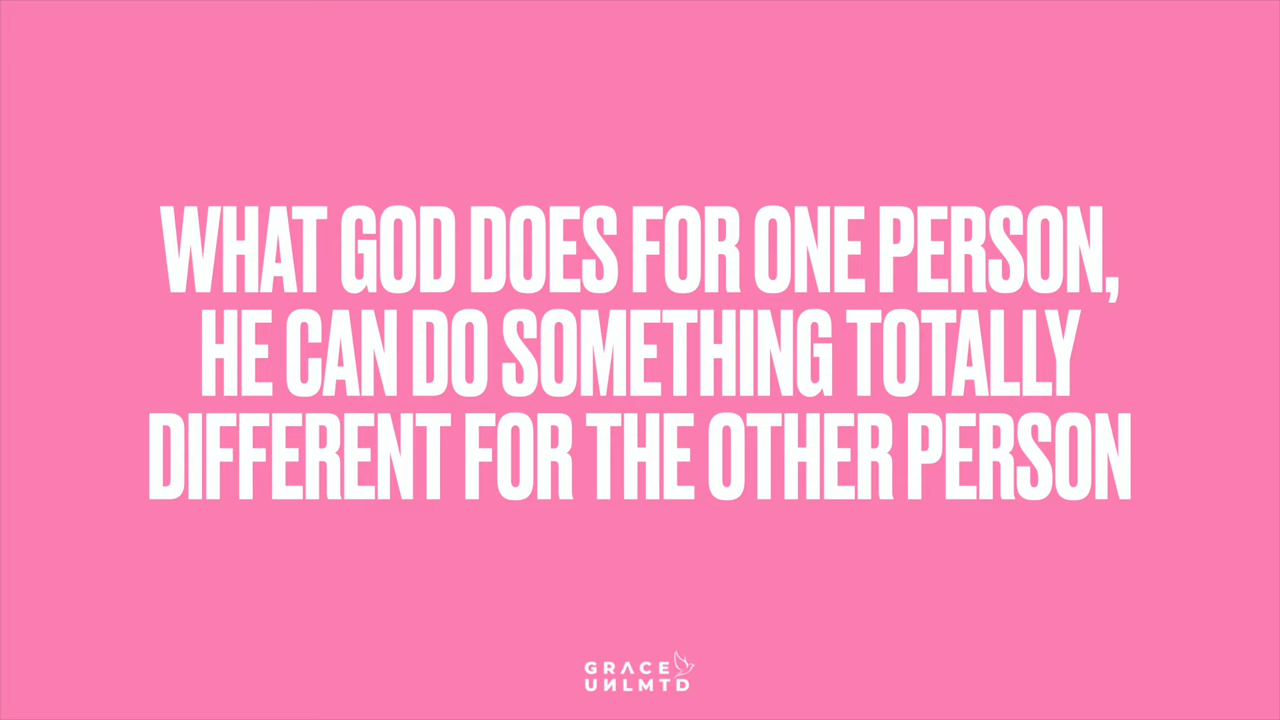 WHAT GOD DOES FOR ONE PERSON,
HE CAN DO SOMETHING TOTALLY
DIFFERENT FOR THE OTHER PERSON
GRACE
UNLMTD